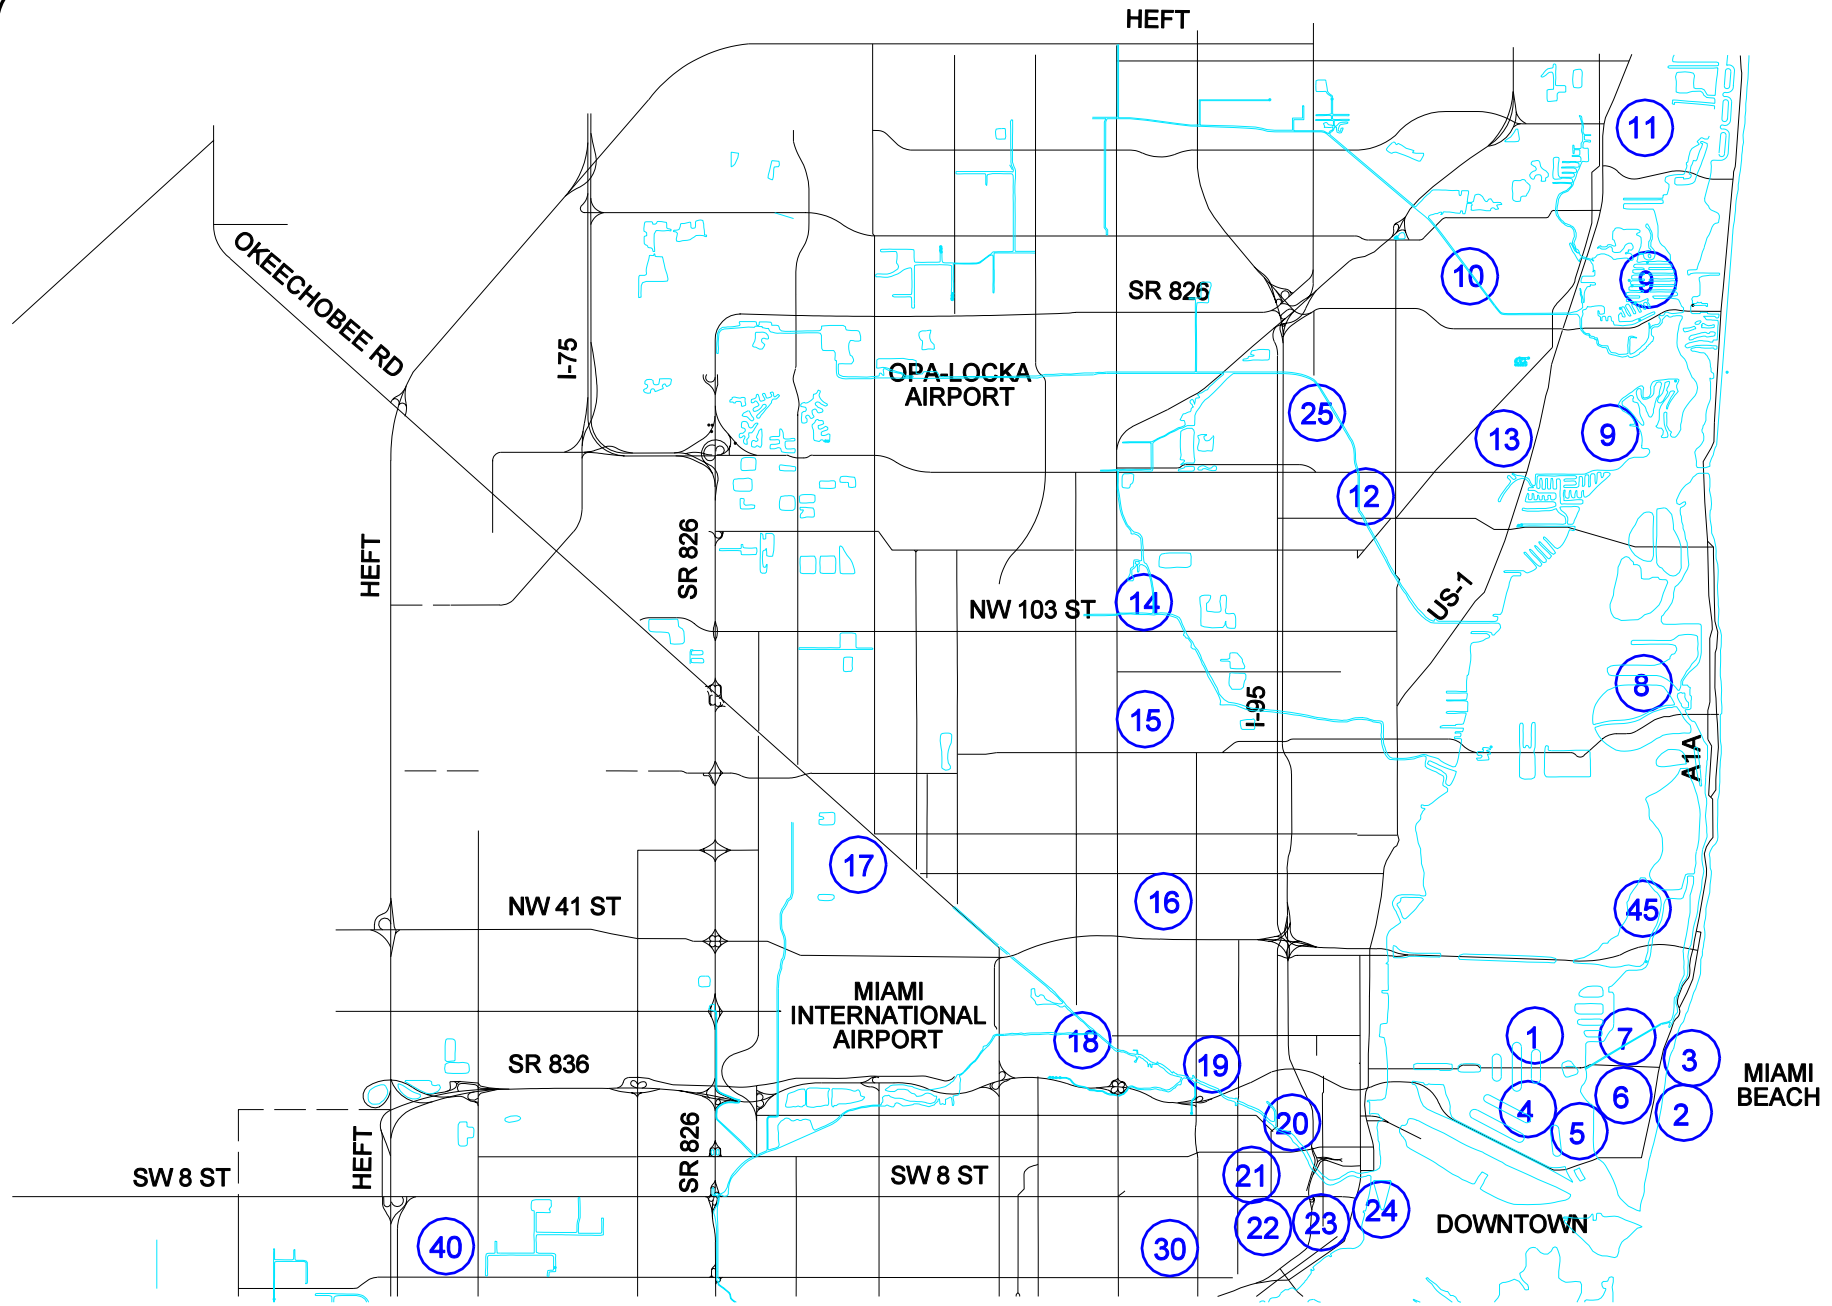 HEFT
11
OKEECHOBEE RD
10
9
SR 826
I-75
OPA-LOCKA
AIRPORT
25
13
9
12
HEFT
SR 826
NW 103 ST
14
US-1
8
15
I-95
A1A
17
16
NW 41 ST
45
MIAMI
INTERNATIONAL
AIRPORT
18
1
7
3
SR 836
19
MIAMI
BEACH
4
6
2
5
20
HEFT
SR 826
SW 8 ST
SW 8 ST
21
40
30
22
23
24
DOWNTOWN